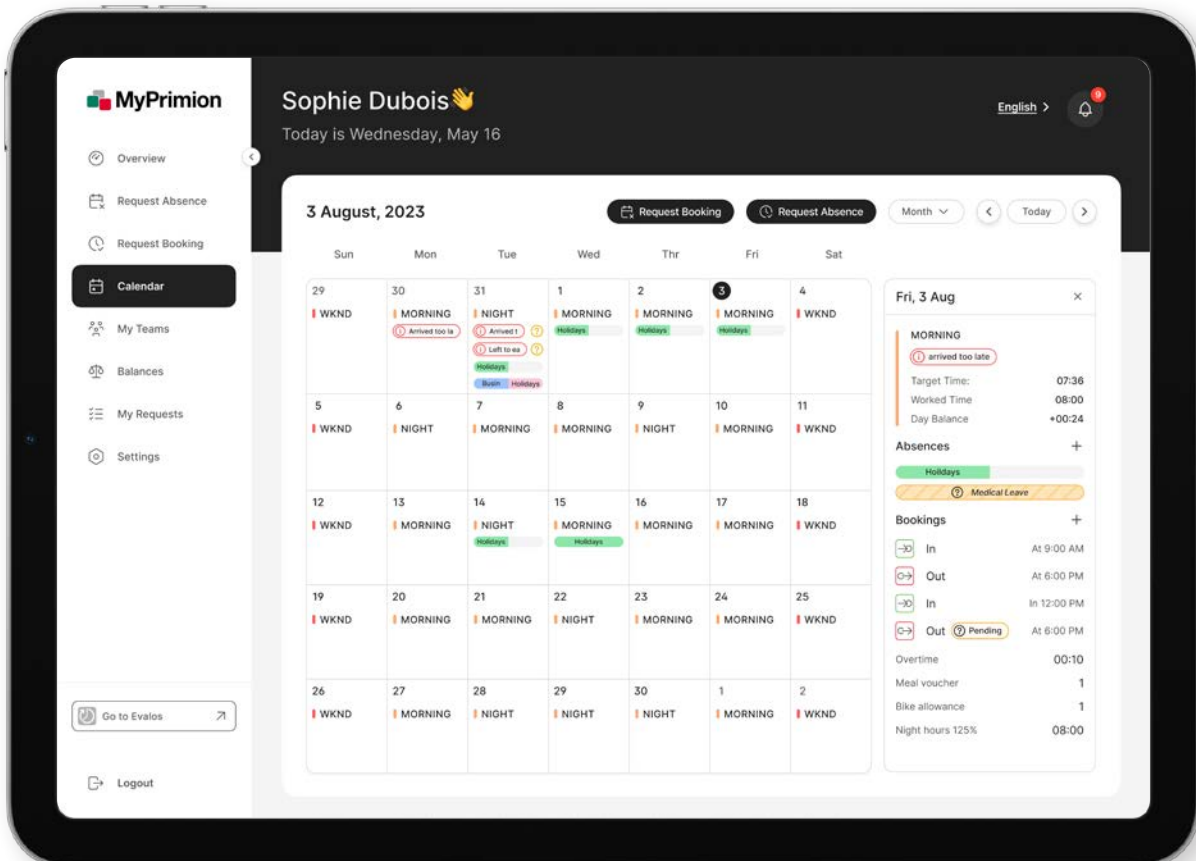 MyPrimion
Overview
Request Absence
Request Booking
Calendar
My Teams
Balances
My Requests
Settings
Go to Evalos
Logout
Sophie Dubois👋
Today is Wednesday, May 16
English >
9
3 August, 2023
Request Booking
Request Absence
Month
Today
Sun Mon Tue Wed Thr Fri Sat
29 30 31 1 2 3 4
WKND MORNING NIGHT MORNING MORNING MORNING WKND
Arrived too la Arrived t Holidays Holidays Holidays
Left to ea
Holidays
Busin Holidays
5 6 7 8 9 10 11
WKND NIGHT MORNING MORNING NIGHT MORNING WKND
12 13 14 15 16 17 18
WKND MORNING NIGHT MORNING MORNING MORNING WKND
Holidays Holidays
19 20 21 22 23 24 25
WKND MORNING MORNING NIGHT MORNING MORNING WKND
26 27 28 29 30 1 2
WKND MORNING NIGHT NIGHT NIGHT MORNING WKND
Fri, 3 Aug
MORNING
arrived too late
Target Time: 07:36
Worked Time 08:00
Day Balance +00:24
Absences +
Holidays
Medical Leave
Bookings +
In At 9:00 AM
Out At 6:00 PM
In In 12:00 PM
Out Pending At 6:00 PM
Overtime 00:10
Meal voucher 1
Bike allowance 1
Night hours 125% 08:00